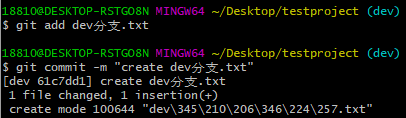 18810@DESKTOP-RSTGO8N MINGW64 ~/Desktop/testproject (dev)
$ git add dev分支.txt
18810@DESKTOP-RSTGO8N MINGW64 ~/Desktop/testproject (dev)
$ git commit -m "create dev分支.txt"
[dev 61c7dd1] create dev分支.txt
1 file changed, 1 insertion(+)
create mode 100644 "dev\345\210\206\346\224\257.txt"